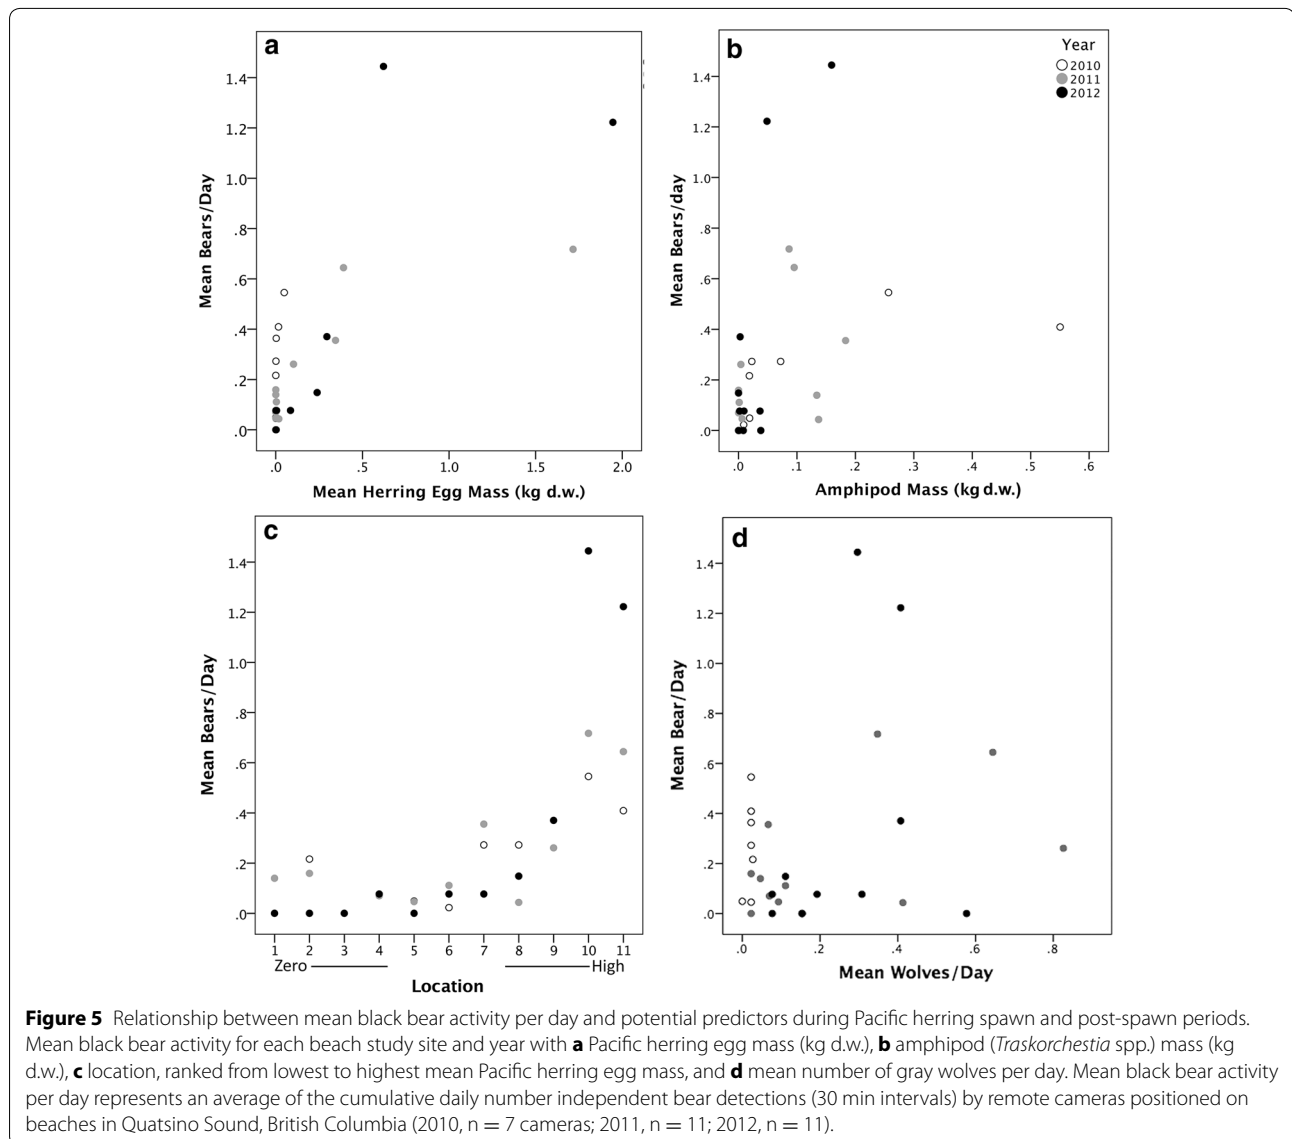 a
1.4
1.2
1.0
.8
.6
.4
.2
.0
Mean Bears/Day
.0 .5 1.0 1.5 2.0
Mean Herring Egg Mass (kg d.w.)
b
Year
2010
2011
2012
1.4
1.2
1.0
.8
.6
.4
.2
.0
Mean Bears/day
.0 .1 .2 .3 .4 .5 .6
Amphipod Mass (kg d.w.)
c
1.4
1.2
1.0
.8
.6
.4
.2
.0
Mean Bears/Day
1 2 3 4 5 6 7 8 9 10 11
Zero High
Location
d
1.4
1.2
1.0
.8
.6
.4
.2
.0
Mean Bear/Day
.0 .2 .4 .6 .8
Mean Wolves/Day
Figure 5 Relationship between mean black bear activity per day and potential predictors during Pacific herring spawn and post-spawn periods.
Mean black bear activity for each beach study site and year with a Pacific herring egg mass (kg d.w.), b amphipod (Traskorchestia spp.) mass (kg
d.w.), c location, ranked from lowest to highest mean Pacific herring egg mass, and d mean number of gray wolves per day. Mean black bear activity
per day represents an average of the cumulative daily number independent bear detections (30 min intervals) by remote cameras positioned on
beaches in Quatsino Sound, British Columbia (2010, n = 7 cameras; 2011, n = 11; 2012, n = 11).